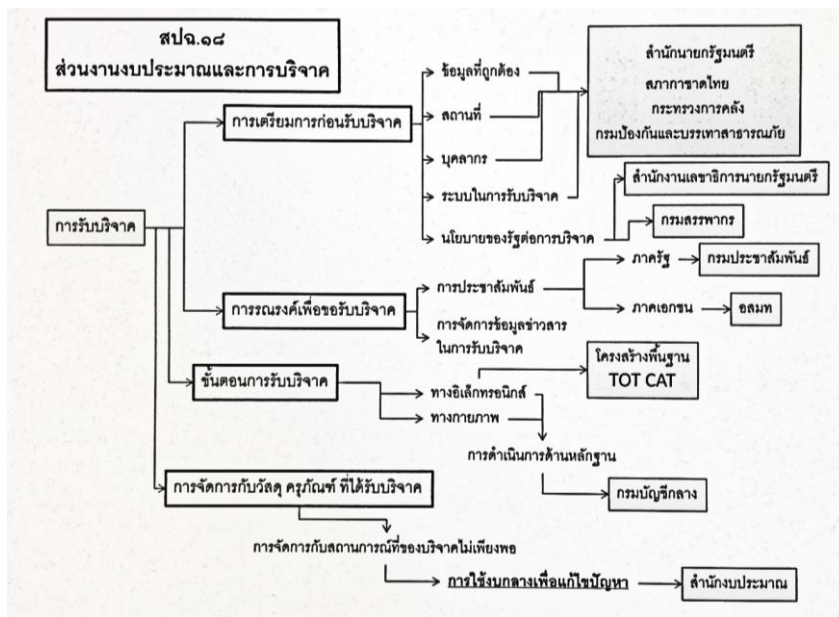 สปฉ.๑๘
ส่วนงานงบประมาณและการบริจาค
ข้อมูลที่ถูกต้อง
สถานที่
บุคลากร
ระบบในการรับบริจาค
นโยบายของรัฐต่อการบริจาค
การเตรียมการก่อนรับบริจาค
สำนักนายกรัฐมนตรี
สภากาชาดไทย
กระทรวงการคลัง
กรมป้องกันและบรรเทาสาธารณภัย
สำนักงานเลขาธิการนายกรัฐมนตรี
กรมสรรพากร
การรับบริจาค
การรณรงค์เพื่อขอรับบริจาค
การประชาสัมพันธ์
ภาครัฐ
กรมประชาสัมพันธ์
ภาคเอกชน
อสมท
การจัดการข้อมูลข่าวสาร
ในการรับบริจาค
ขั้นตอนการรับบริจาค
ทางอิเล็กทรอนิกส์
ทางกายภาพ
โครงสร้างพื้นฐาน
TOT CAT
การดำเนินการด้านหลักฐาน
กรมบัญชีกลาง
การจัดการกับวัสดุ ครุภัณฑ์ ที่ได้รับบริจาค
การจัดการกับสถานการณ์ที่ของบริจาคไม่เพียงพอ
การใช้งบกลางเพื่อแก้ไขปัญหา
สำนักงบประมาณ